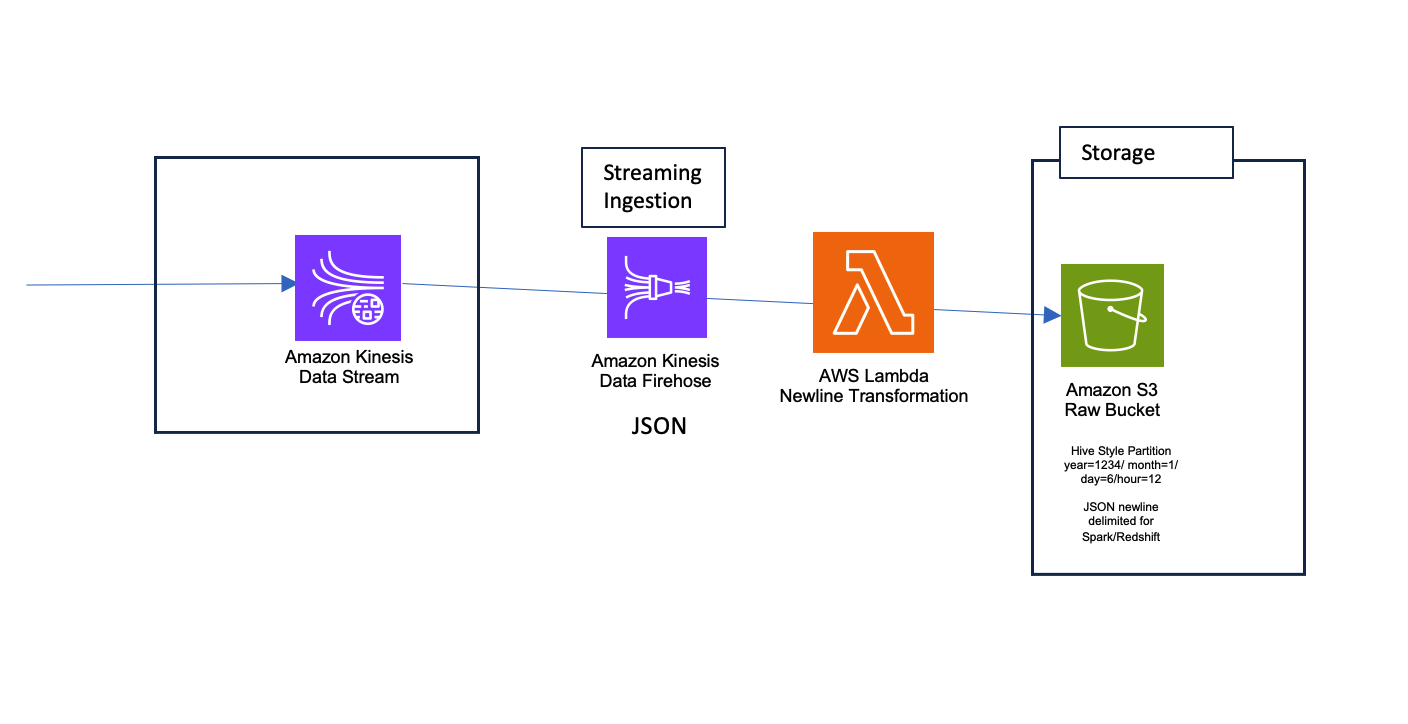 Streaming
Ingestion
Storage
Amazon Kinesis
Data Stream
Amazon Kinesis
Data Firehose
JSON
AWS Lambda
Newline Transformation
Amazon S3
Raw Bucket
Hive Style Partition
year=1234/ month=1/
day=6/hour=12
JSON newline
delimited for
Spark/Redshift